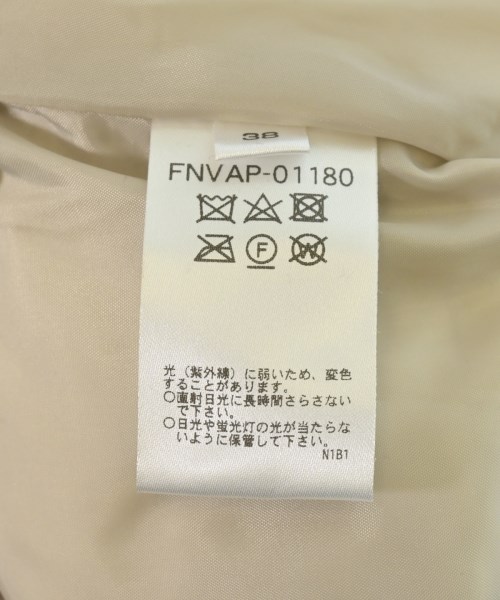 38
FNVAP-01180
F
W
光（紫外線）に弱いため、変色
することがあります。
○直射日光に長時間さらさない
で下さい。
○日光や蛍光灯の光が当たらな
いように保管して下さい。
N1B1